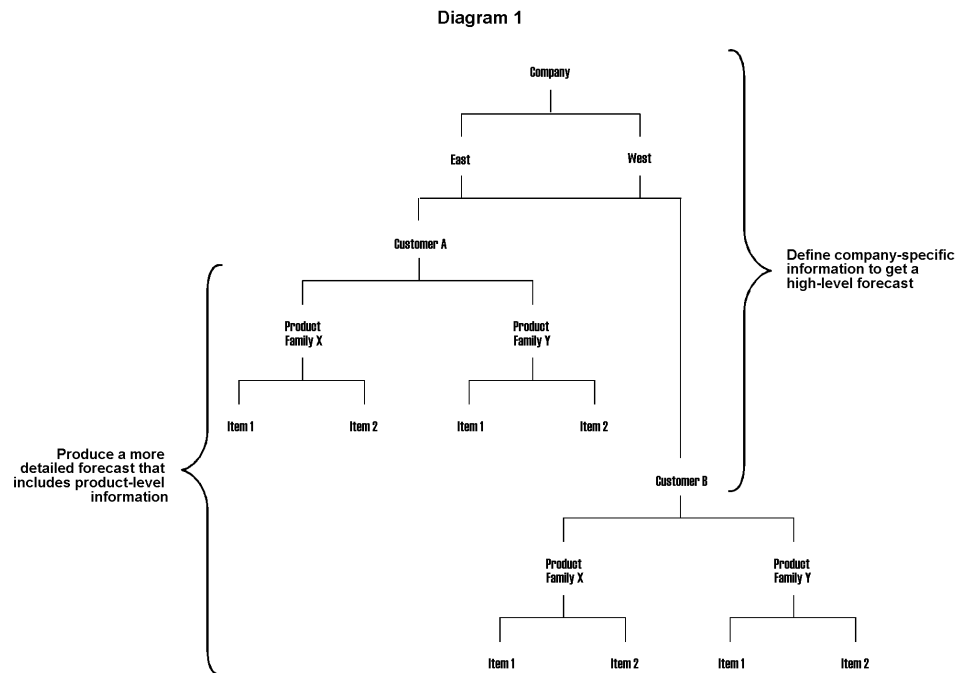 Diagram 1
Company
East
West
Customer A
Define company-specific
information to get a
high-level forecast
Product
Family X
Product
Family Y
Item 1
Item 2
Item 1
Item 2
Produce a more
detailed forecast that
includes product-level
information
Customer B
Product
Family X
Product
Family Y
Item 1
Item 2
Item 1
Item 2